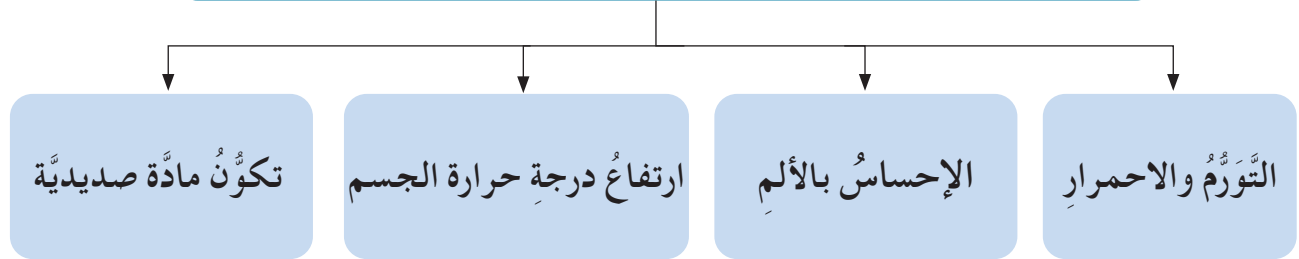 التَّوَرُّمُ والاحمرارِ
الإحساسُ بالألمِ
ارتفاعُ درجةِ حرارة الجسم
تكوُّنُ مادَّة صديديَّة